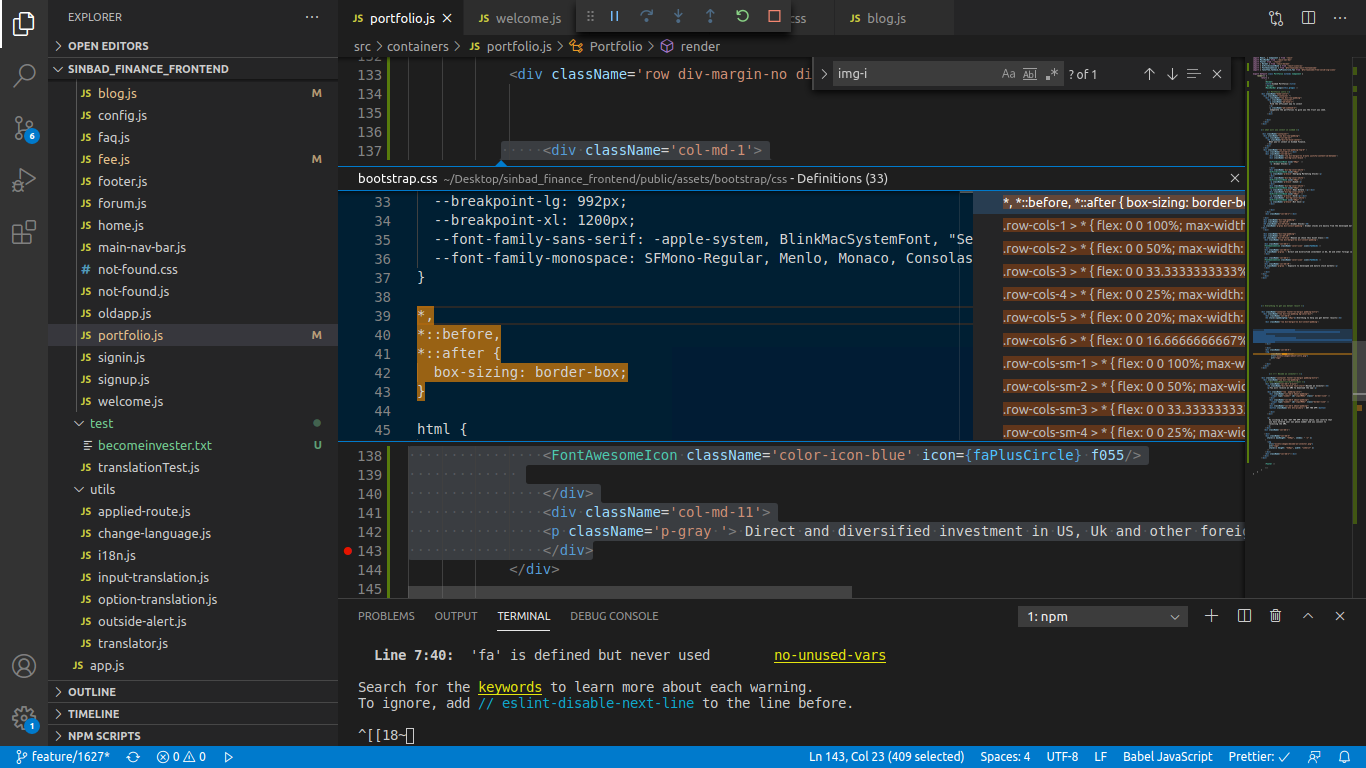 EXPLORER
OPEN EDITORS
SINBAD_FINANCE_FRONTEND
JS blog.js M
JS config.js
JS faq.js
JS fee.js M
JS footer.js
JS forum.js
JS home.js
JS main-nav-bar.js
# not-found.css
JS not-found.js
JS oldapp.js
JS portfolio.js M
JS signin.js
JS signup.js
JS welcome.js
test
becomeinvester.txt U
JS translationTest.js
utils
JS applied-route.js
JS change-language.js
JS i18n.js
JS input-translation.js
JS option-translation.js
JS outside-alert.js
JS translator.js
JS app.js
OUTLINE
TIMELINE
NPM SCRIPTS
6
1
JS portfolio.js
JS welcome.js
css
JS blog.js
src > containers > JS portfolio.js > Portfolio > render
img-i Aa Abl .* ? of 1
132
133 <div className='row div-margin-no di
134
135
136
137 <div className='col-md-1'>
bootstrap.css ~/Desktop/sinbad_finance_frontend/public/assets/bootstrap/css - Definitions (33)
33 --breakpoint-lg: 992px;
34 --breakpoint-xl: 1200px;
35 --font-family-sans-serif: -apple-system, BlinkMacSystemFont, "Se
36 --font-family-monospace: SFMono-Regular, Menlo, Monaco, Consolas
37 }
38
39 *,
40 *::before,
41 *::after {
42 box-sizing: border-box;
43 }
44
45 html {
*, *::before, *::after { box-sizing: border-bo
.row-cols-1 > * { flex: 0 0 100%; max-width
.row-cols-2 > * { flex: 0 0 50%; max-width:
.row-cols-3 > * { flex: 0 0 33.3333333333%
.row-cols-4 > * { flex: 0 0 25%; max-width:
.row-cols-5 > * { flex: 0 0 20%; max-width:
.row-cols-6 > * { flex: 0 0 16.6666666667%
.row-cols-sm-1 > * { flex: 0 0 100%; max-w
.row-cols-sm-2 > * { flex: 0 0 50%; max-wi
.row-cols-sm-3 > * { flex: 0 0 33.33333333.
.row-cols-sm-4 > * { flex: 0 0 25%; max-wi
138 <FontAwesomeIcon className='color-icon-blue' icon={faPlusCircle} f055/>
139
140 </div>
141 <div className='col-md-11'>
142 <p className='p-gray '> Direct and diversified investment in US, Uk and other forei
143 </div>
144 </div>
145
PROBLEMS OUTPUT TERMINAL DEBUG CONSOLE
1: npm
Line 7:40: 'fa' is defined but never used no-unused-vars
Search for the keywords to learn more about each warning.
To ignore, add // eslint-disable-next-line to the line before.
^[[18~
feature/1627* 0 0
Ln 143, Col 23 (409 selected) Spaces: 4 UTF-8 LF Babel JavaScript Prettier: ✓